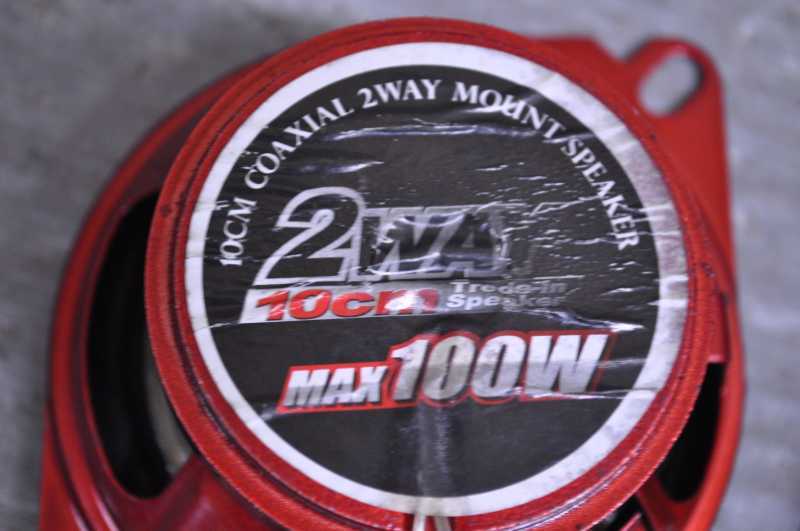 10CM COAXIAL 2WAY MOUNT/SPEAKER
2WAY
10cm Trade-in
Speaker
MAX 100W